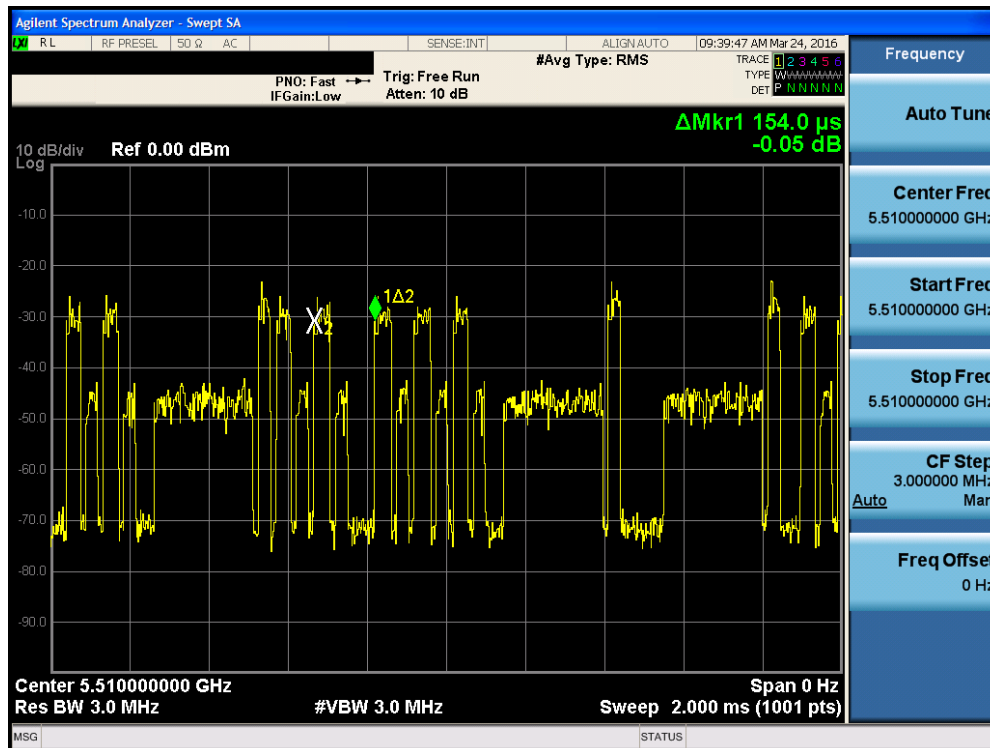 Agilent Spectrum Analyzer - Swept SA
LXI RL RF PRESEL 50 Ω AC SENSE:INT ALIGN AUTO 09:39:47 AM Mar 24, 2016
PNO: Fast Trig: Free Run #Avg Type: RMS TRACE 1 2 3 4 5 6
IFGain:Low Atten: 10 dB TYPE W
DET P N N N N N
ΔMkr1 154.0 µs
-0.05 dB
10 dB/div Ref 0.00 dBm
Log
-10.0
-20.0
-30.0
-40.0
-50.0
-60.0
-70.0
-80.0
-90.0
1Δ2
X2
Center 5.510000000 GHz Span 0 Hz
Res BW 3.0 MHz #VBW 3.0 MHz Sweep 2.000 ms (1001 pts)
MSG STATUS
Frequency
Auto Tune
Center Freq
5.510000000 GHz
Start Freq
5.510000000 GHz
Stop Freq
5.510000000 GHz
CF Step
3.000000 MHz
Auto Man
Freq Offset
0 Hz